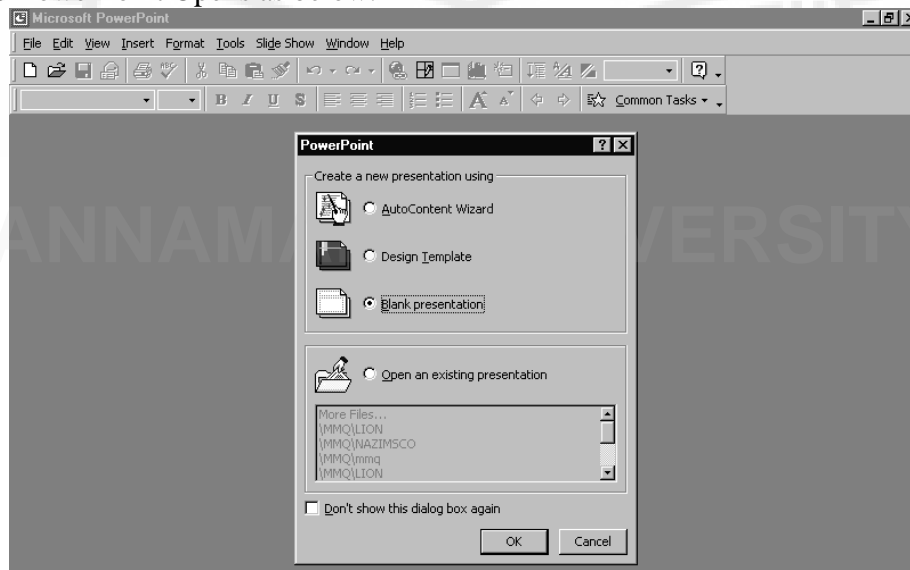 Microsoft PowerPoint
File Edit View Insert Format Tools Slide Show Window Help
B I U S A A Common Tasks
PowerPoint
Create a new presentation using
AutoContent Wizard
Design Template
Blank presentation
Open an existing presentation
More Files...
\MMQ\LION
\MMQ\NAZIMSCO
\MMQ\mmq
\MMQ\LION
Don't show this dialog box again
OK Cancel